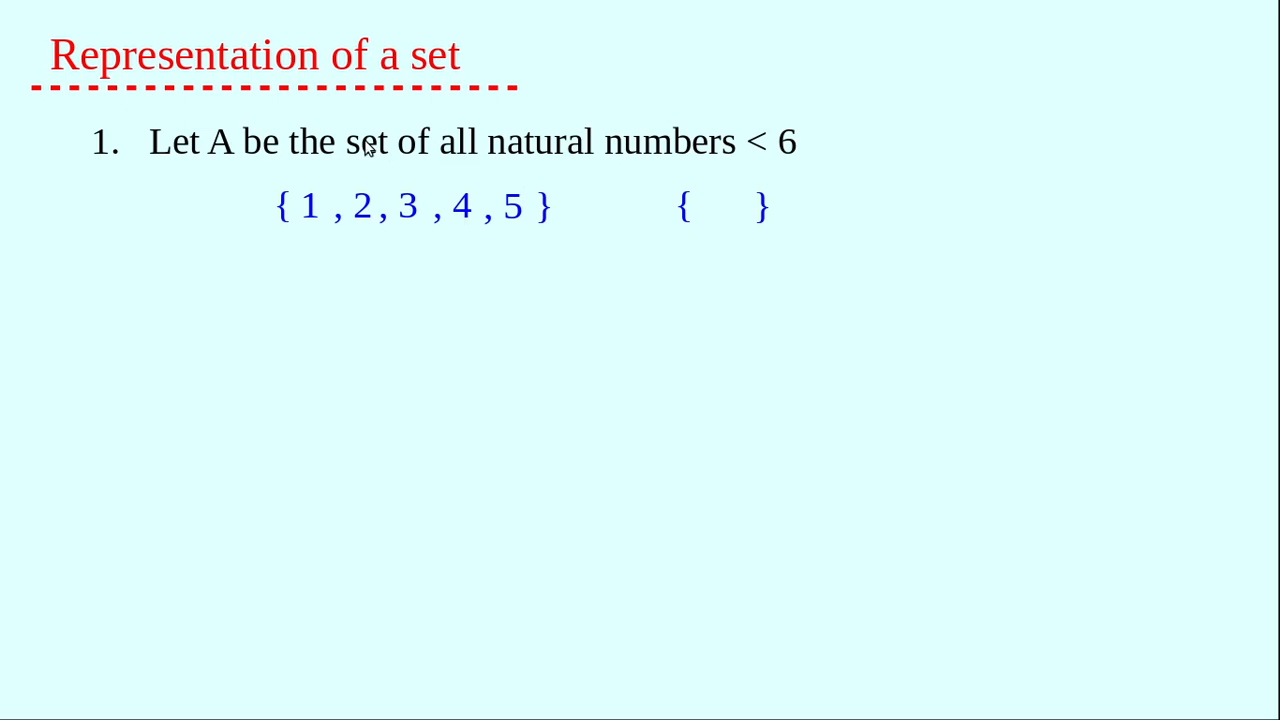 Representation of a set
1. Let A be the set of all natural numbers < 6
{ 1 , 2 , 3 , 4 , 5 } { }